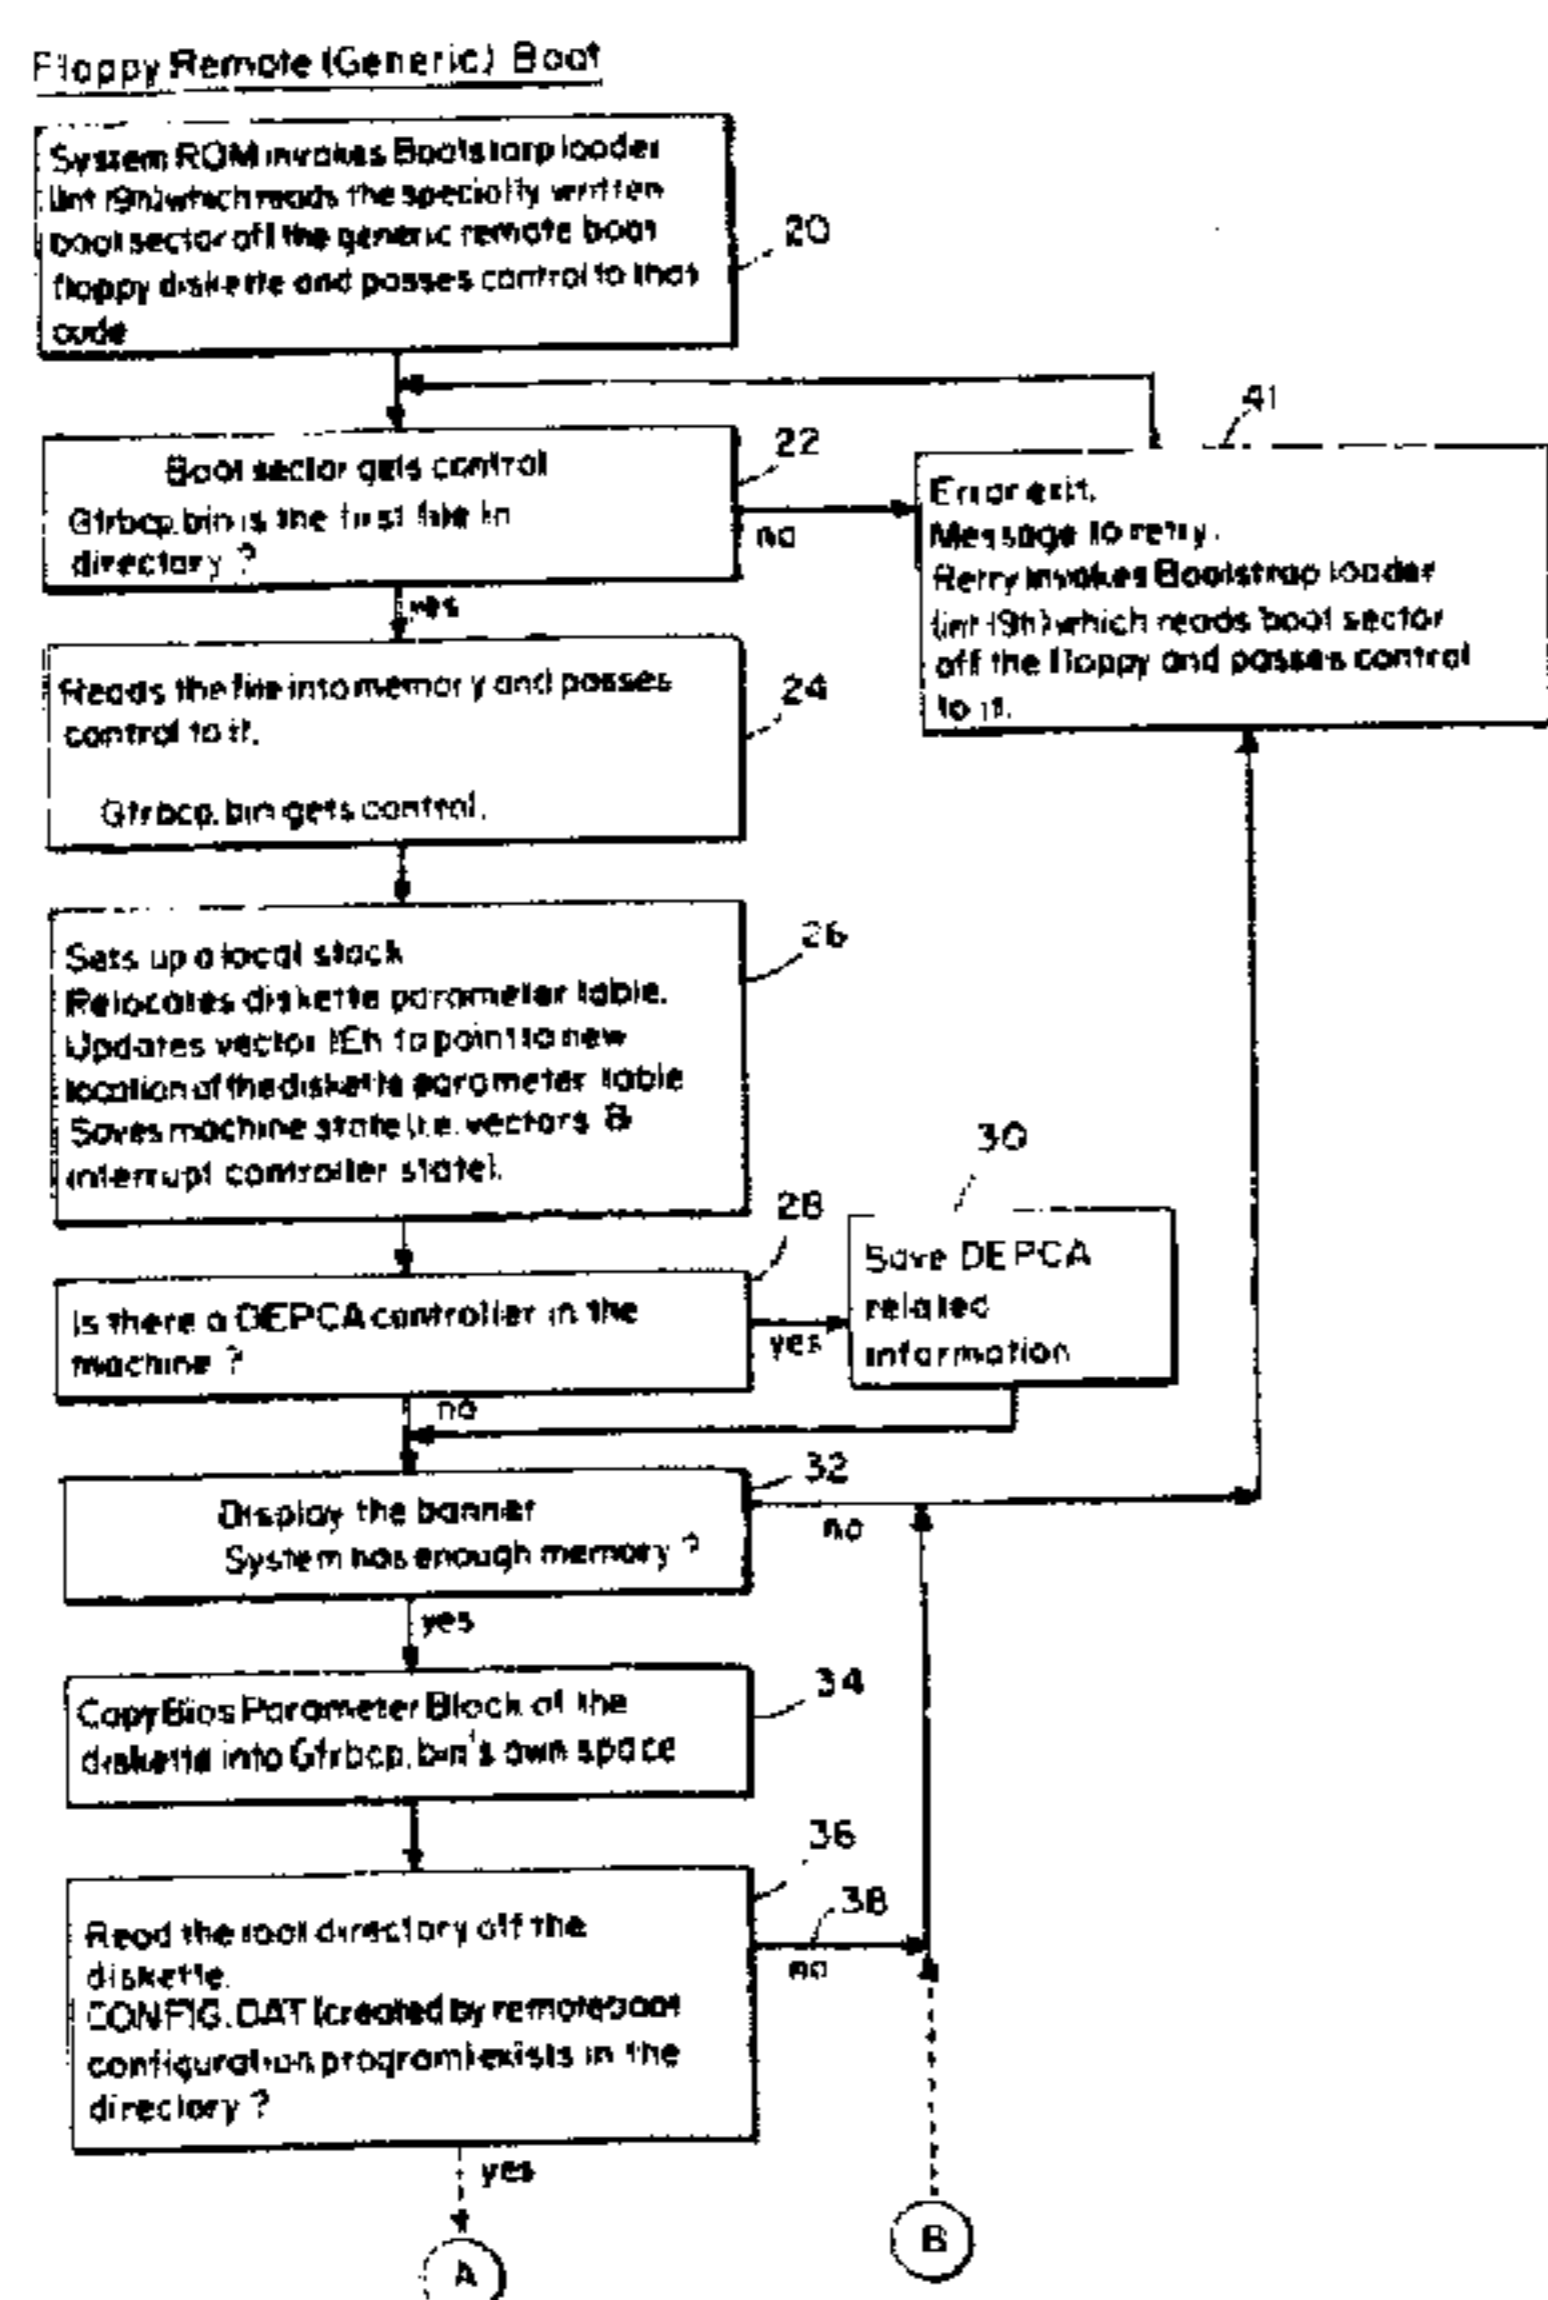 Floppy Remote (Generic) Boot
System ROM invokes Bootstarp loader
(int 19h) which reads the specially written
boot sector off the generic remote boot
floppy diskette and passes control to that
code
20
Boot sector gets control
Gtrbcp.bin is the first file in
directory ?
22
no
yes
41
Error exit.
Message to retry.
Retry invokes Bootstrap loader
(int 19h) which reads boot sector
off the floppy and passes control
to it.
Reads the file into memory and passes
control to it.
Gtrbcp.bin gets control.
24
Sets up a local stack
Relocates diskette parameter table.
Updates vector 1Eh to point to new
location of the diskette parameter table
Saves machine state (i.e. vectors &
interrupt controller state).
26
Is there a DEPCA controller in the
machine ?
28
yes
no
30
Save DEPCA
related
information
Display the banner
System has enough memory ?
32
no
yes
Copy Bios Parameter Block of the
diskette into Gtrbcp.bin's own space
34
Read the root directory off the
diskette.
CONFIG.DAT (created by remoteboot
configuration program) exists in the
directory ?
36
38
no
yes
A
B